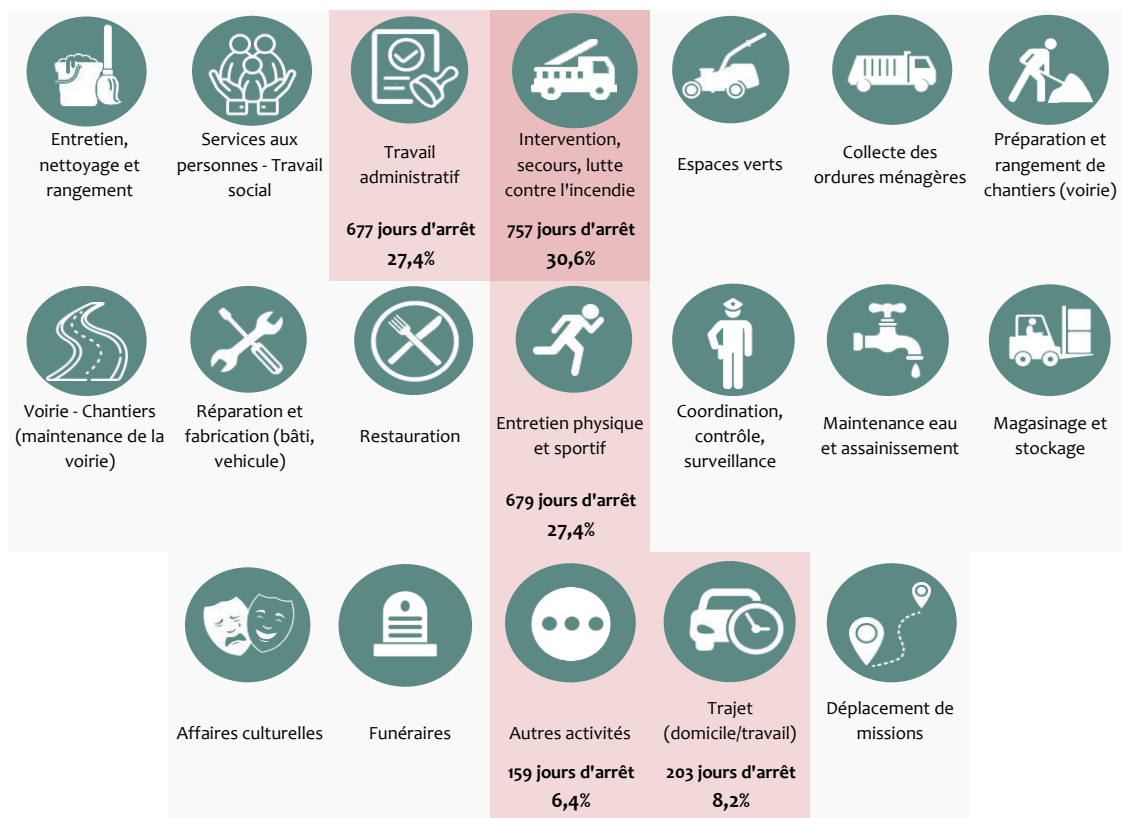 Entretien,
nettoyage et
rangement
Services aux
personnes - Travail
social
Travail
administratif
677 jours d'arrêt
27,4%
Intervention,
secours, lutte
contre l'incendie
757 jours d'arrêt
30,6%
Espaces verts
Collecte des
ordures ménagères
Préparation et
rangement de
chantiers (voirie)
Voirie - Chantiers
(maintenance de la
voirie)
Réparation et
fabrication (bâti,
vehicule)
Restauration
Entretien physique
et sportif
679 jours d'arrêt
27,4%
Coordination,
contrôle,
surveillance
Maintenance eau
et assainissement
Magasinage et
stockage
Affaires culturelles
Funéraires
Autres activités
159 jours d'arrêt
6,4%
Trajet
(domicile/travail)
203 jours d'arrêt
8,2%
Déplacement de
missions